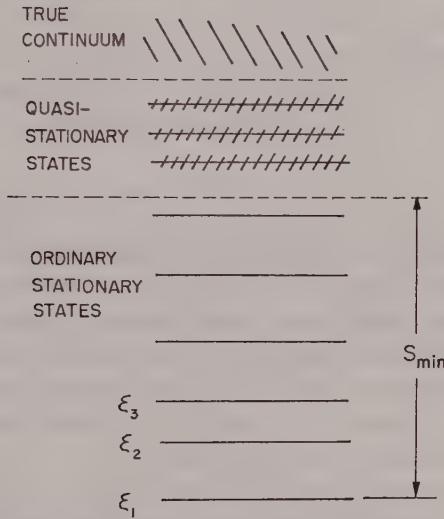 TRUE
CONTINUUM
QUASI-
STATIONARY
STATES
ORDINARY
STATIONARY
STATES
S_min
ε₃
ε₂
ε₁